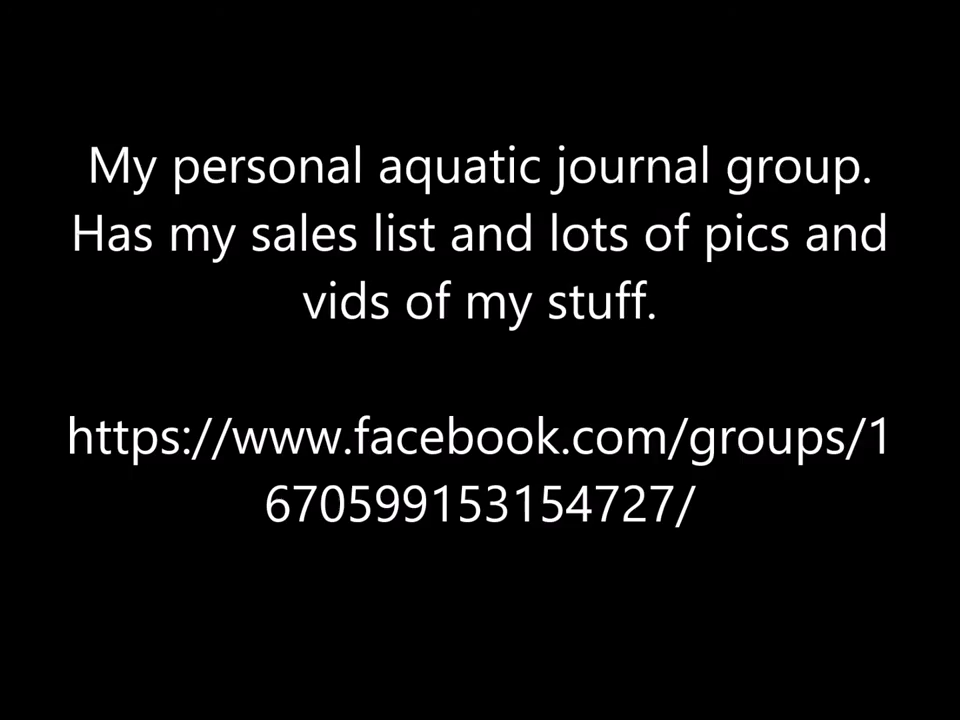 My personal aquatic journal group.
Has my sales list and lots of pics and
vids of my stuff.
https://www.facebook.com/groups/1
670599153154727/